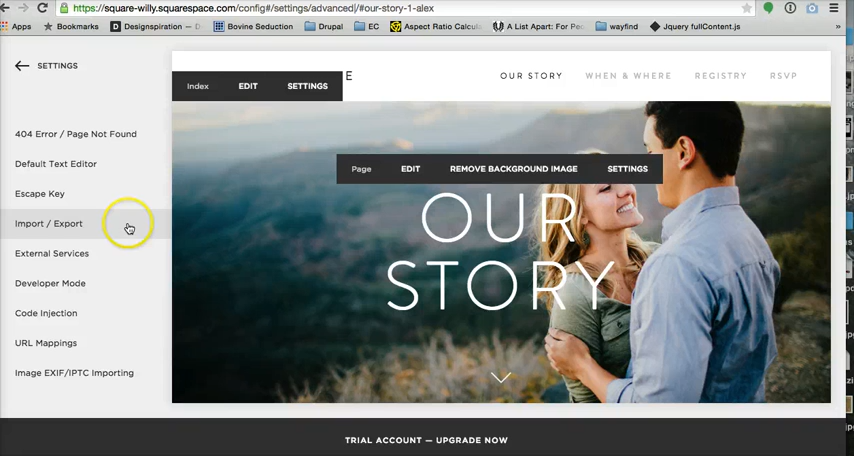 https://square-willy.squarespace.com/config#/settings/advanced/#our-story-1-alex
Apps Bookmarks Designspiration — D... Bovine Seduction Drupal EC Aspect Ratio Calcula A List Apart: For Peo wayfind Jquery fullContent.js
SETTINGS
404 Error / Page Not Found
Default Text Editor
Escape Key
Import / Export
External Services
Developer Mode
Code Injection
URL Mappings
Image EXIF/IPTC Importing
E
OUR STORY WHEN & WHERE REGISTRY RSVP
Index EDIT SETTINGS
Page EDIT REMOVE BACKGROUND IMAGE SETTINGS
OUR
STORY
TRIAL ACCOUNT — UPGRADE NOW